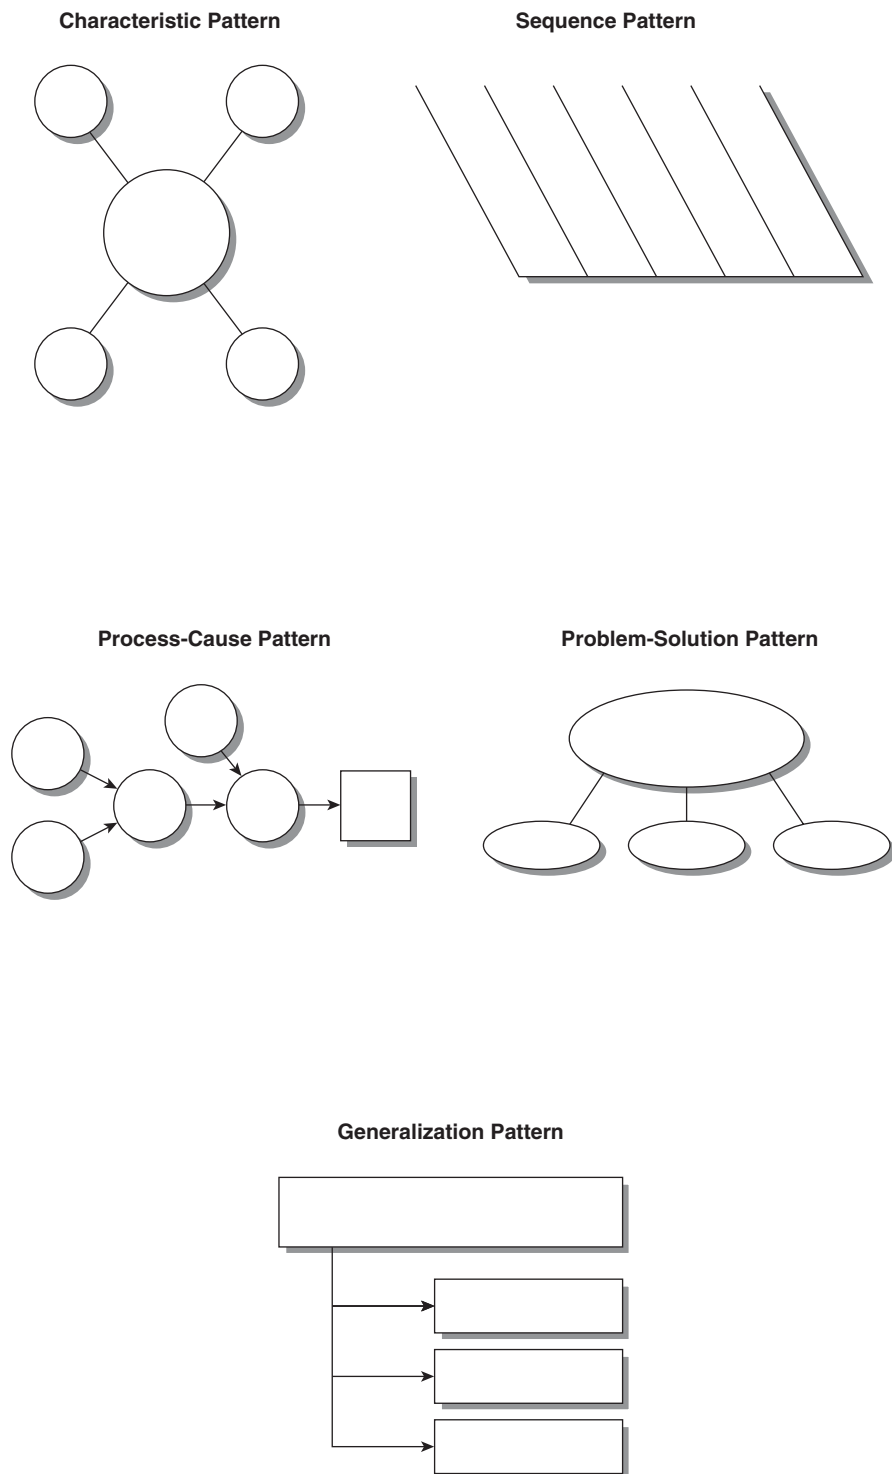 Characteristic Pattern
Sequence Pattern
Process-Cause Pattern
Problem-Solution Pattern
Generalization Pattern